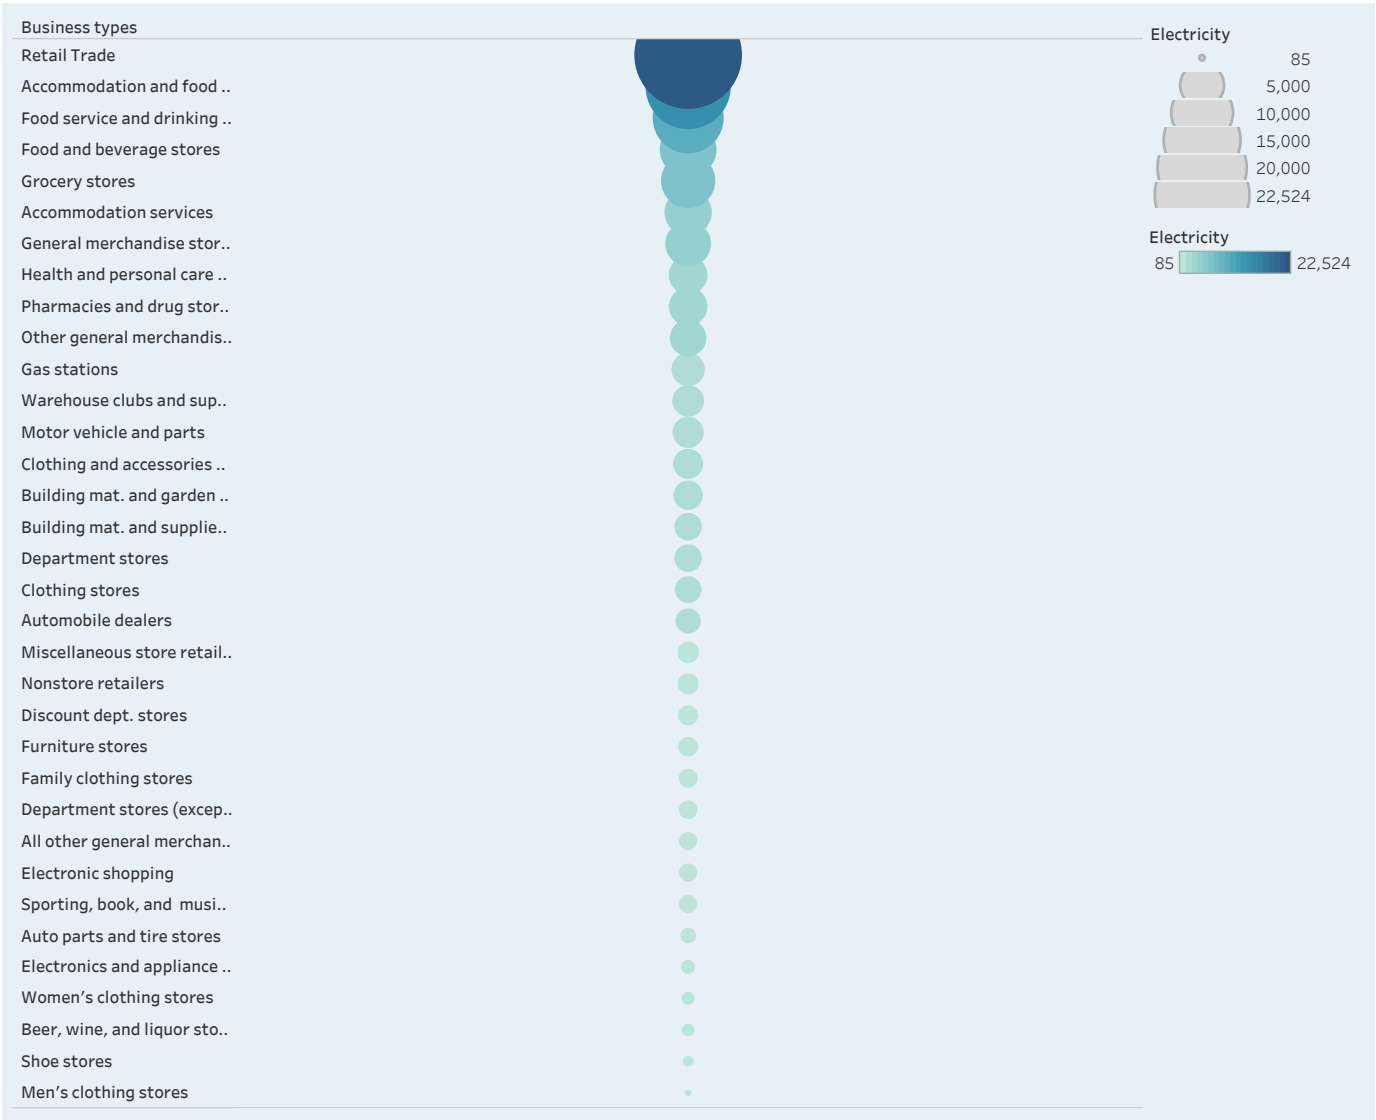 Business types
Retail Trade
Accommodation and food ..
Food service and drinking ..
Food and beverage stores
Grocery stores
Accommodation services
General merchandise stor..
Health and personal care ..
Pharmacies and drug stor..
Other general merchandis..
Gas stations
Warehouse clubs and sup..
Motor vehicle and parts
Clothing and accessories ..
Building mat. and garden ..
Building mat. and supplie..
Department stores
Clothing stores
Automobile dealers
Miscellaneous store retail..
Nonstore retailers
Discount dept. stores
Furniture stores
Family clothing stores
Department stores (excep..
All other general merchan..
Electronic shopping
Sporting, book, and  musi..
Auto parts and tire stores
Electronics and appliance ..
Women’s clothing stores
Beer, wine, and liquor sto..
Shoe stores
Men’s clothing stores
Electricity
85
5,000
10,000
15,000
20,000
22,524
Electricity
85 22,524